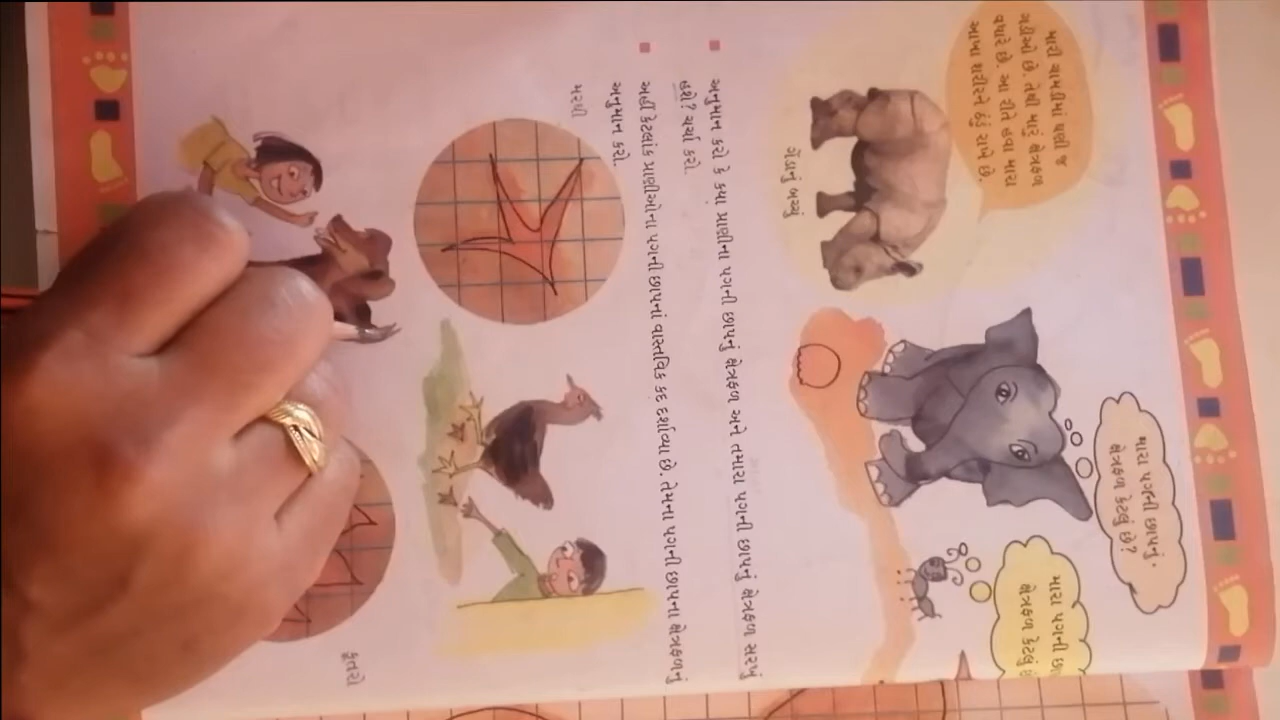 મારી ચામડીમાં ઘણી જ
ગડીઓ છે. તેથી મારું ક્ષેત્રફળ
વધારે છે. આ રીતે હવા મારા
આખા શરીરને ઠંડું રાખે છે.
ગેંડાનું બચ્ચું
મારા પગની છાપનું
ક્ષેત્રફળ કેટલું છે?
મારા પગની
ક્ષેત્રફળ કેટલું
અનુમાન કરો કે કયા પ્રાણીના પગની છાપનું ક્ષેત્રફળ અને તમારા પગની છાપનું ક્ષેત્રફળ સરખું
હશે? ચર્ચા કરો.
અહીં કેટલાંક પ્રાણીઓના પગની છાપનાં વાસ્તવિક કદ દર્શાવ્યા છે. તેમના પગની છાપના ક્ષેત્રફળનું
અનુમાન કરો.
મરઘી
કૂતરો